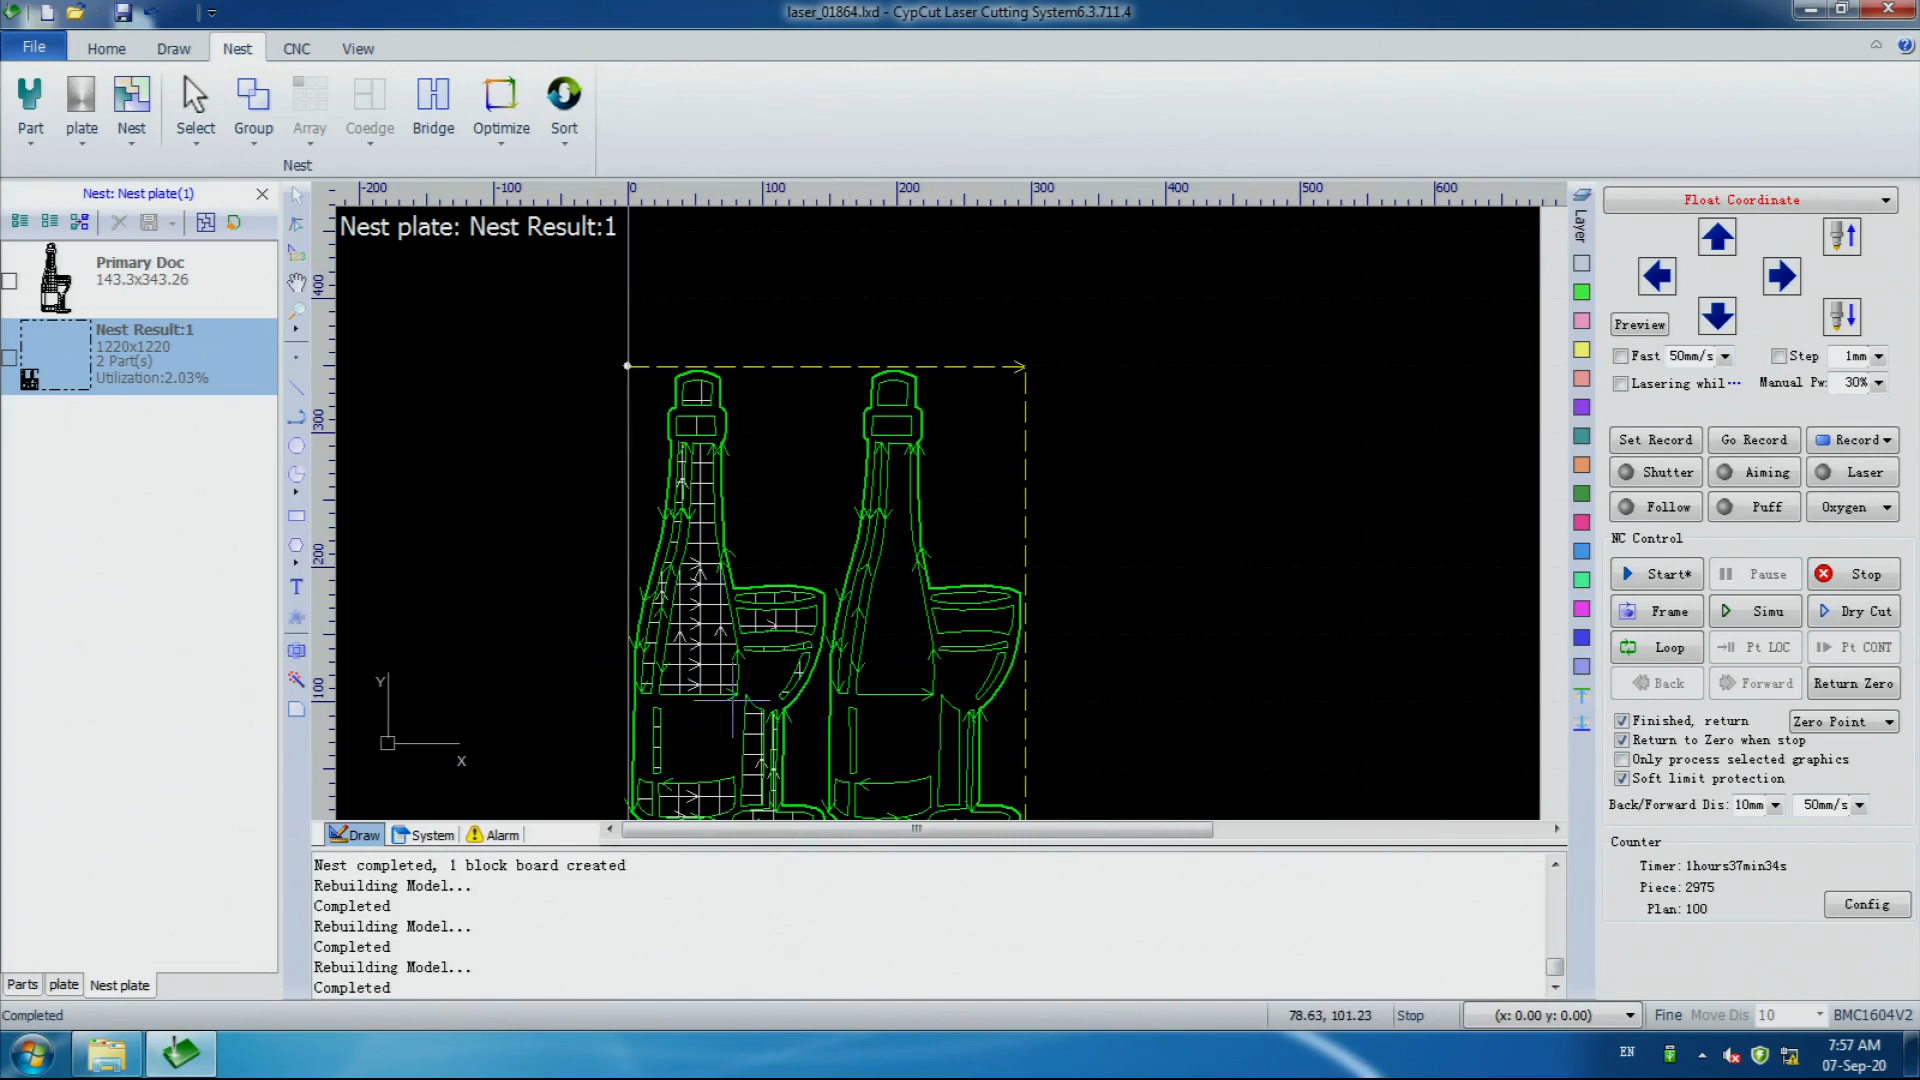 laser_01864.lxd - CypCut Laser Cutting System6.3.711.4
File Home Draw Nest CNC View
Part plate Nest Select Group Array Coedge Bridge Optimize Sort
Nest
Nest: Nest plate(1)
Primary Doc
143.3x343.26
Nest Result:1
1220x1220
2 Part(s)
Utilization:2.03%
Parts plate Nest plate
123
T
-200 -100 0 100 200 300 400 500 600
400
300
200
100
Nest plate: Nest Result:1
Y
X
Layer
Draw System Alarm
Nest completed, 1 block board created
Rebuilding Model...
Completed
Rebuilding Model...
Completed
Rebuilding Model...
Completed
Float Coordinate
Preview
Fast 50mm/s Step 1mm
Lasering whil ... Manual Pw: 30%
Set Record Go Record Record
Shutter Aiming Laser
Follow Puff Oxygen
NC Control
Start* Pause Stop
Frame Simu Dry Cut
Loop Pt LOC Pt CONT
Back Forward Return Zero
Finished, return Zero Point
Return to Zero when stop
Only process selected graphics
Soft limit protection
Back/Forward Dis: 10mm 50mm/s
Counter
Timer: 1hours37min34s
Piece: 2975
Plan: 100
Config
Completed 78.63, 101.23 Stop (x: 0.00 y: 0.00) Fine Move Dis 10 BMC1604V2
EN
7:57 AM
07-Sep-20